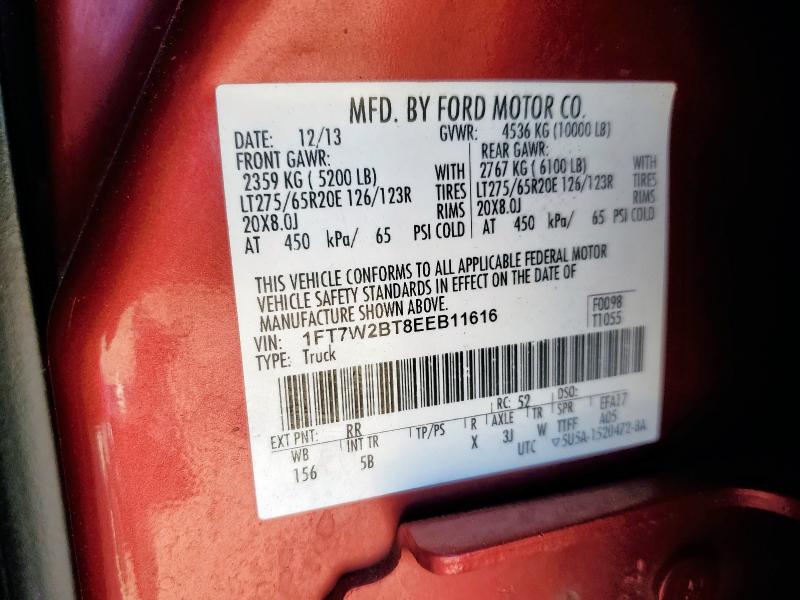 MFD. BY FORD MOTOR CO.
DATE: 12/13 GVWR: 4536 KG (10000 LB)
FRONT GAWR: REAR GAWR:
2359 KG ( 5200 LB) WITH 2767 KG ( 6100 LB) WITH
LT275/65R20E 126/123R TIRES LT275/65R20E 126/123R TIRES
20X8.0J RIMS 20X8.0J RIMS
AT 450 kPa/ 65 PSI COLD AT 450 kPa/ 65 PSI COLD
THIS VEHICLE CONFORMS TO ALL APPLICABLE FEDERAL MOTOR
VEHICLE SAFETY STANDARDS IN EFFECT ON THE DATE OF
MANUFACTURE SHOWN ABOVE.
F0098
VIN: 1FT7W2BT8EEB11616 T1055
TYPE: Truck
EXT PNT: RR RC: 52 DSO:
WB INT TR TP/PS R AXLE TR SPR EFA17
156 5B X 3J W TTFF A05
UTC ▽5U5A-1520472-BA